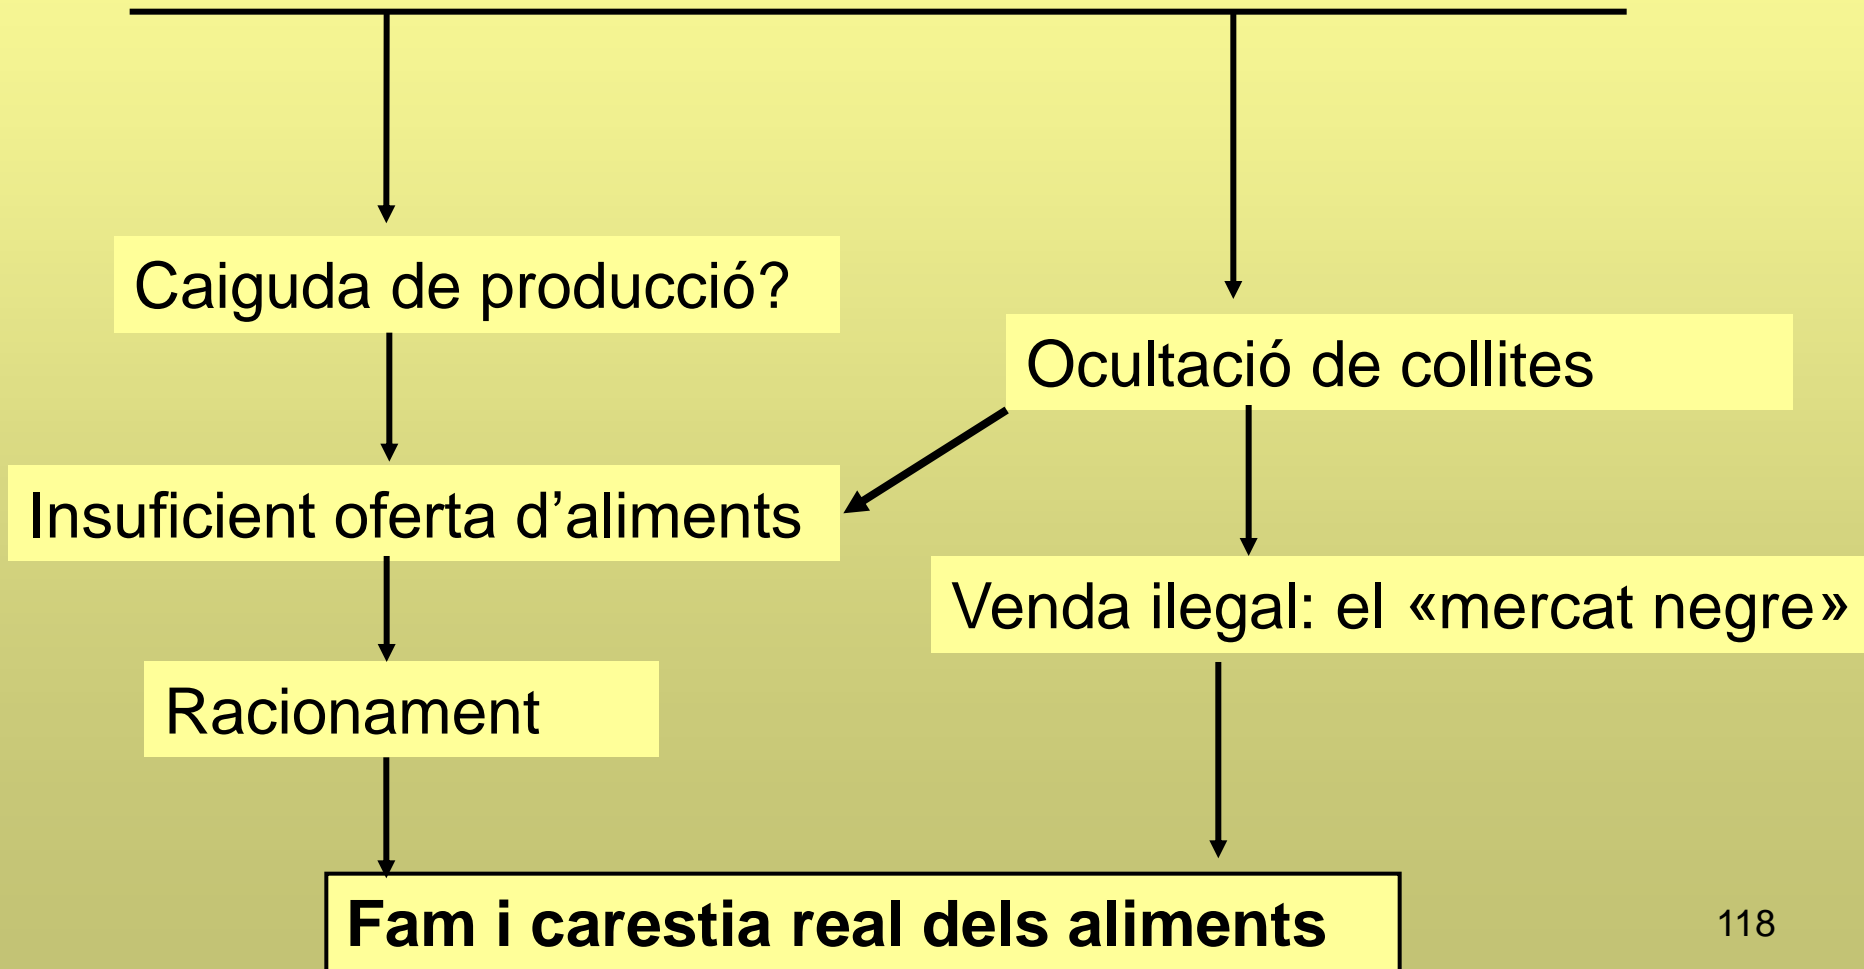 Caiguda de producció?
Ocultació de collites
Insuficient oferta d’aliments
Venda ilegal: el «mercat negre»
Racionament
Fam i carestia real dels aliments
118